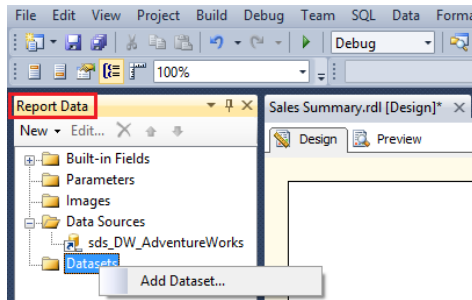 File Edit View Project Build Debug Team SQL Data
Debug
100%
Report Data
Sales Summary.rdl [Design]*
New Edit...
Design Preview
Built-in Fields
Parameters
Images
Data Sources
sds_DW_AdventureWorks
Datasets
Add Dataset...